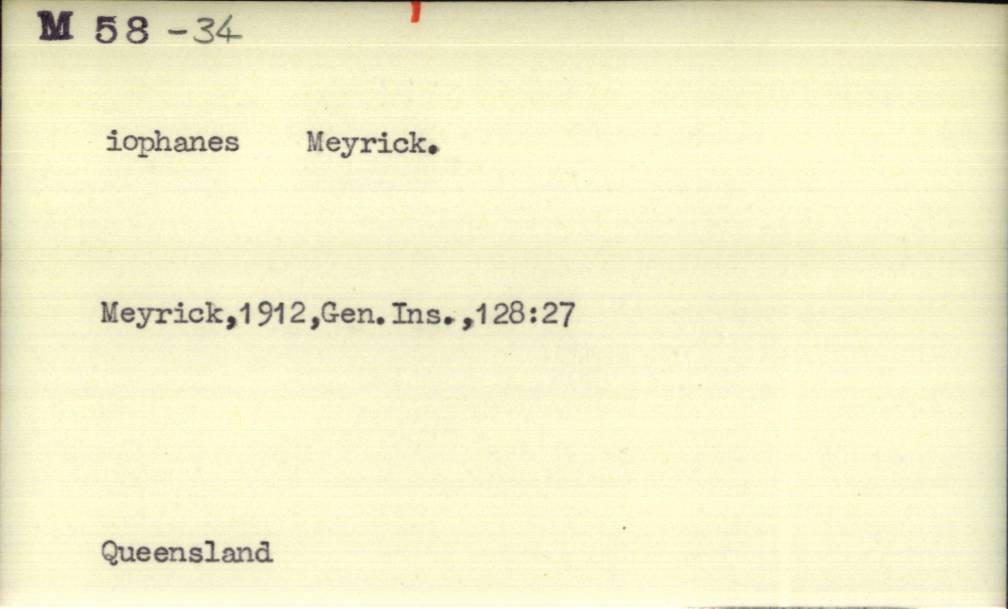 M 58 -34
iophanes Meyrick.
Meyrick,1912,Gen.Ins.,128:27
Queensland